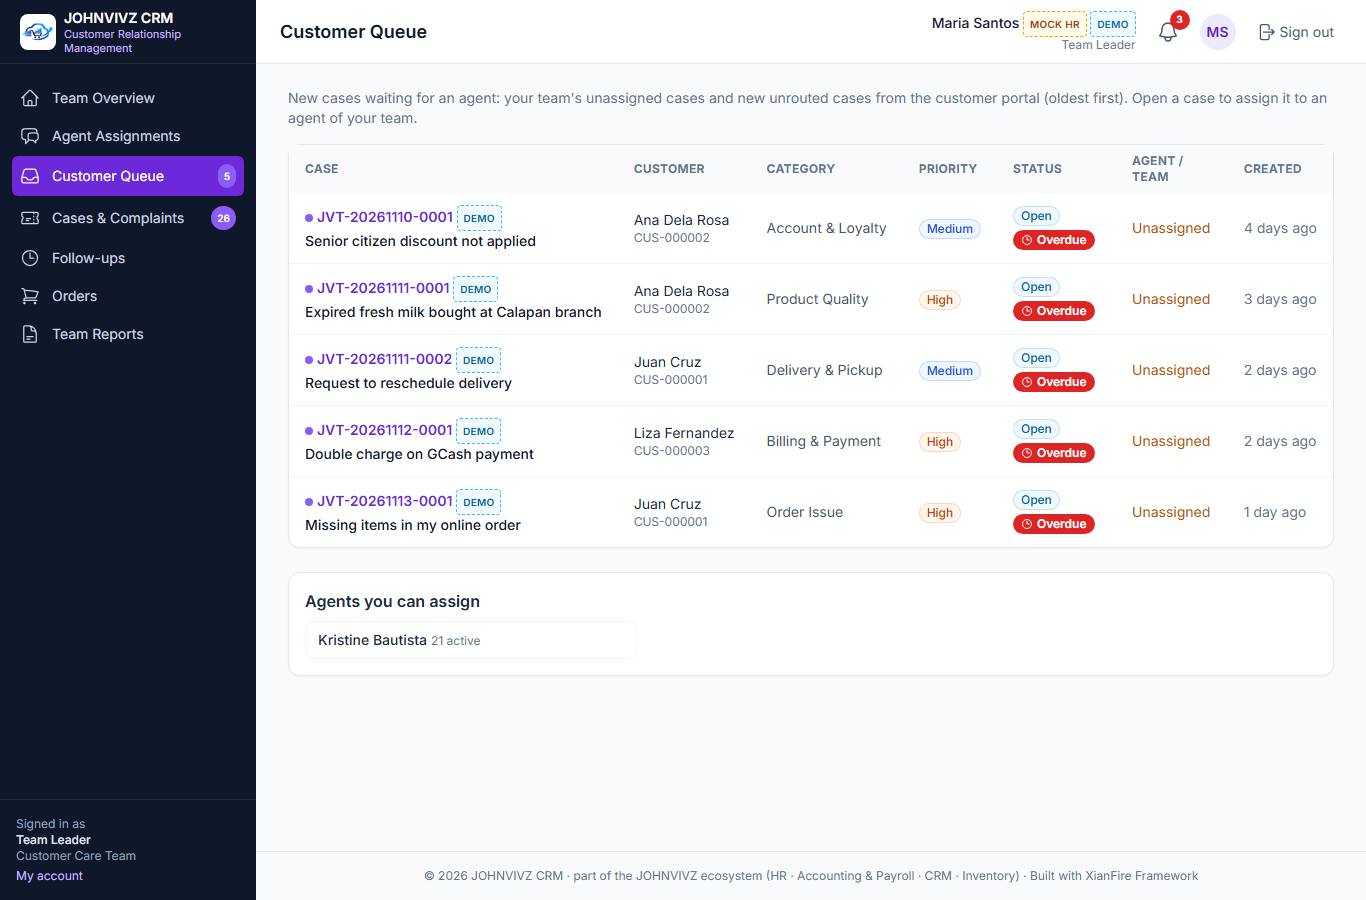 JOHNVIVZ CRM
Customer Relationship
Management
Team Overview
Agent Assignments
Customer Queue 5
Cases & Complaints 26
Follow-ups
Orders
Team Reports
Signed in as
Team Leader
Customer Care Team
My account
Customer Queue
Maria Santos MOCK HR DEMO
Team Leader
3
MS
Sign out
New cases waiting for an agent: your team's unassigned cases and new unrouted cases from the customer portal (oldest first). Open a case to assign it to an
agent of your team.
CASE CUSTOMER CATEGORY PRIORITY STATUS AGENT / TEAM CREATED
JVT-20261110-0001 DEMO
Senior citizen discount not applied
Ana Dela Rosa
CUS-000002
Account & Loyalty
Medium
Open
Overdue
Unassigned
4 days ago
JVT-20261111-0001 DEMO
Expired fresh milk bought at Calapan branch
Ana Dela Rosa
CUS-000002
Product Quality
High
Open
Overdue
Unassigned
3 days ago
JVT-20261111-0002 DEMO
Request to reschedule delivery
Juan Cruz
CUS-000001
Delivery & Pickup
Medium
Open
Overdue
Unassigned
2 days ago
JVT-20261112-0001 DEMO
Double charge on GCash payment
Liza Fernandez
CUS-000003
Billing & Payment
High
Open
Overdue
Unassigned
2 days ago
JVT-20261113-0001 DEMO
Missing items in my online order
Juan Cruz
CUS-000001
Order Issue
High
Open
Overdue
Unassigned
1 day ago
Agents you can assign
Kristine Bautista 21 active
© 2026 JOHNVIVZ CRM · part of the JOHNVIVZ ecosystem (HR · Accounting & Payroll · CRM · Inventory) · Built with XianFire Framework